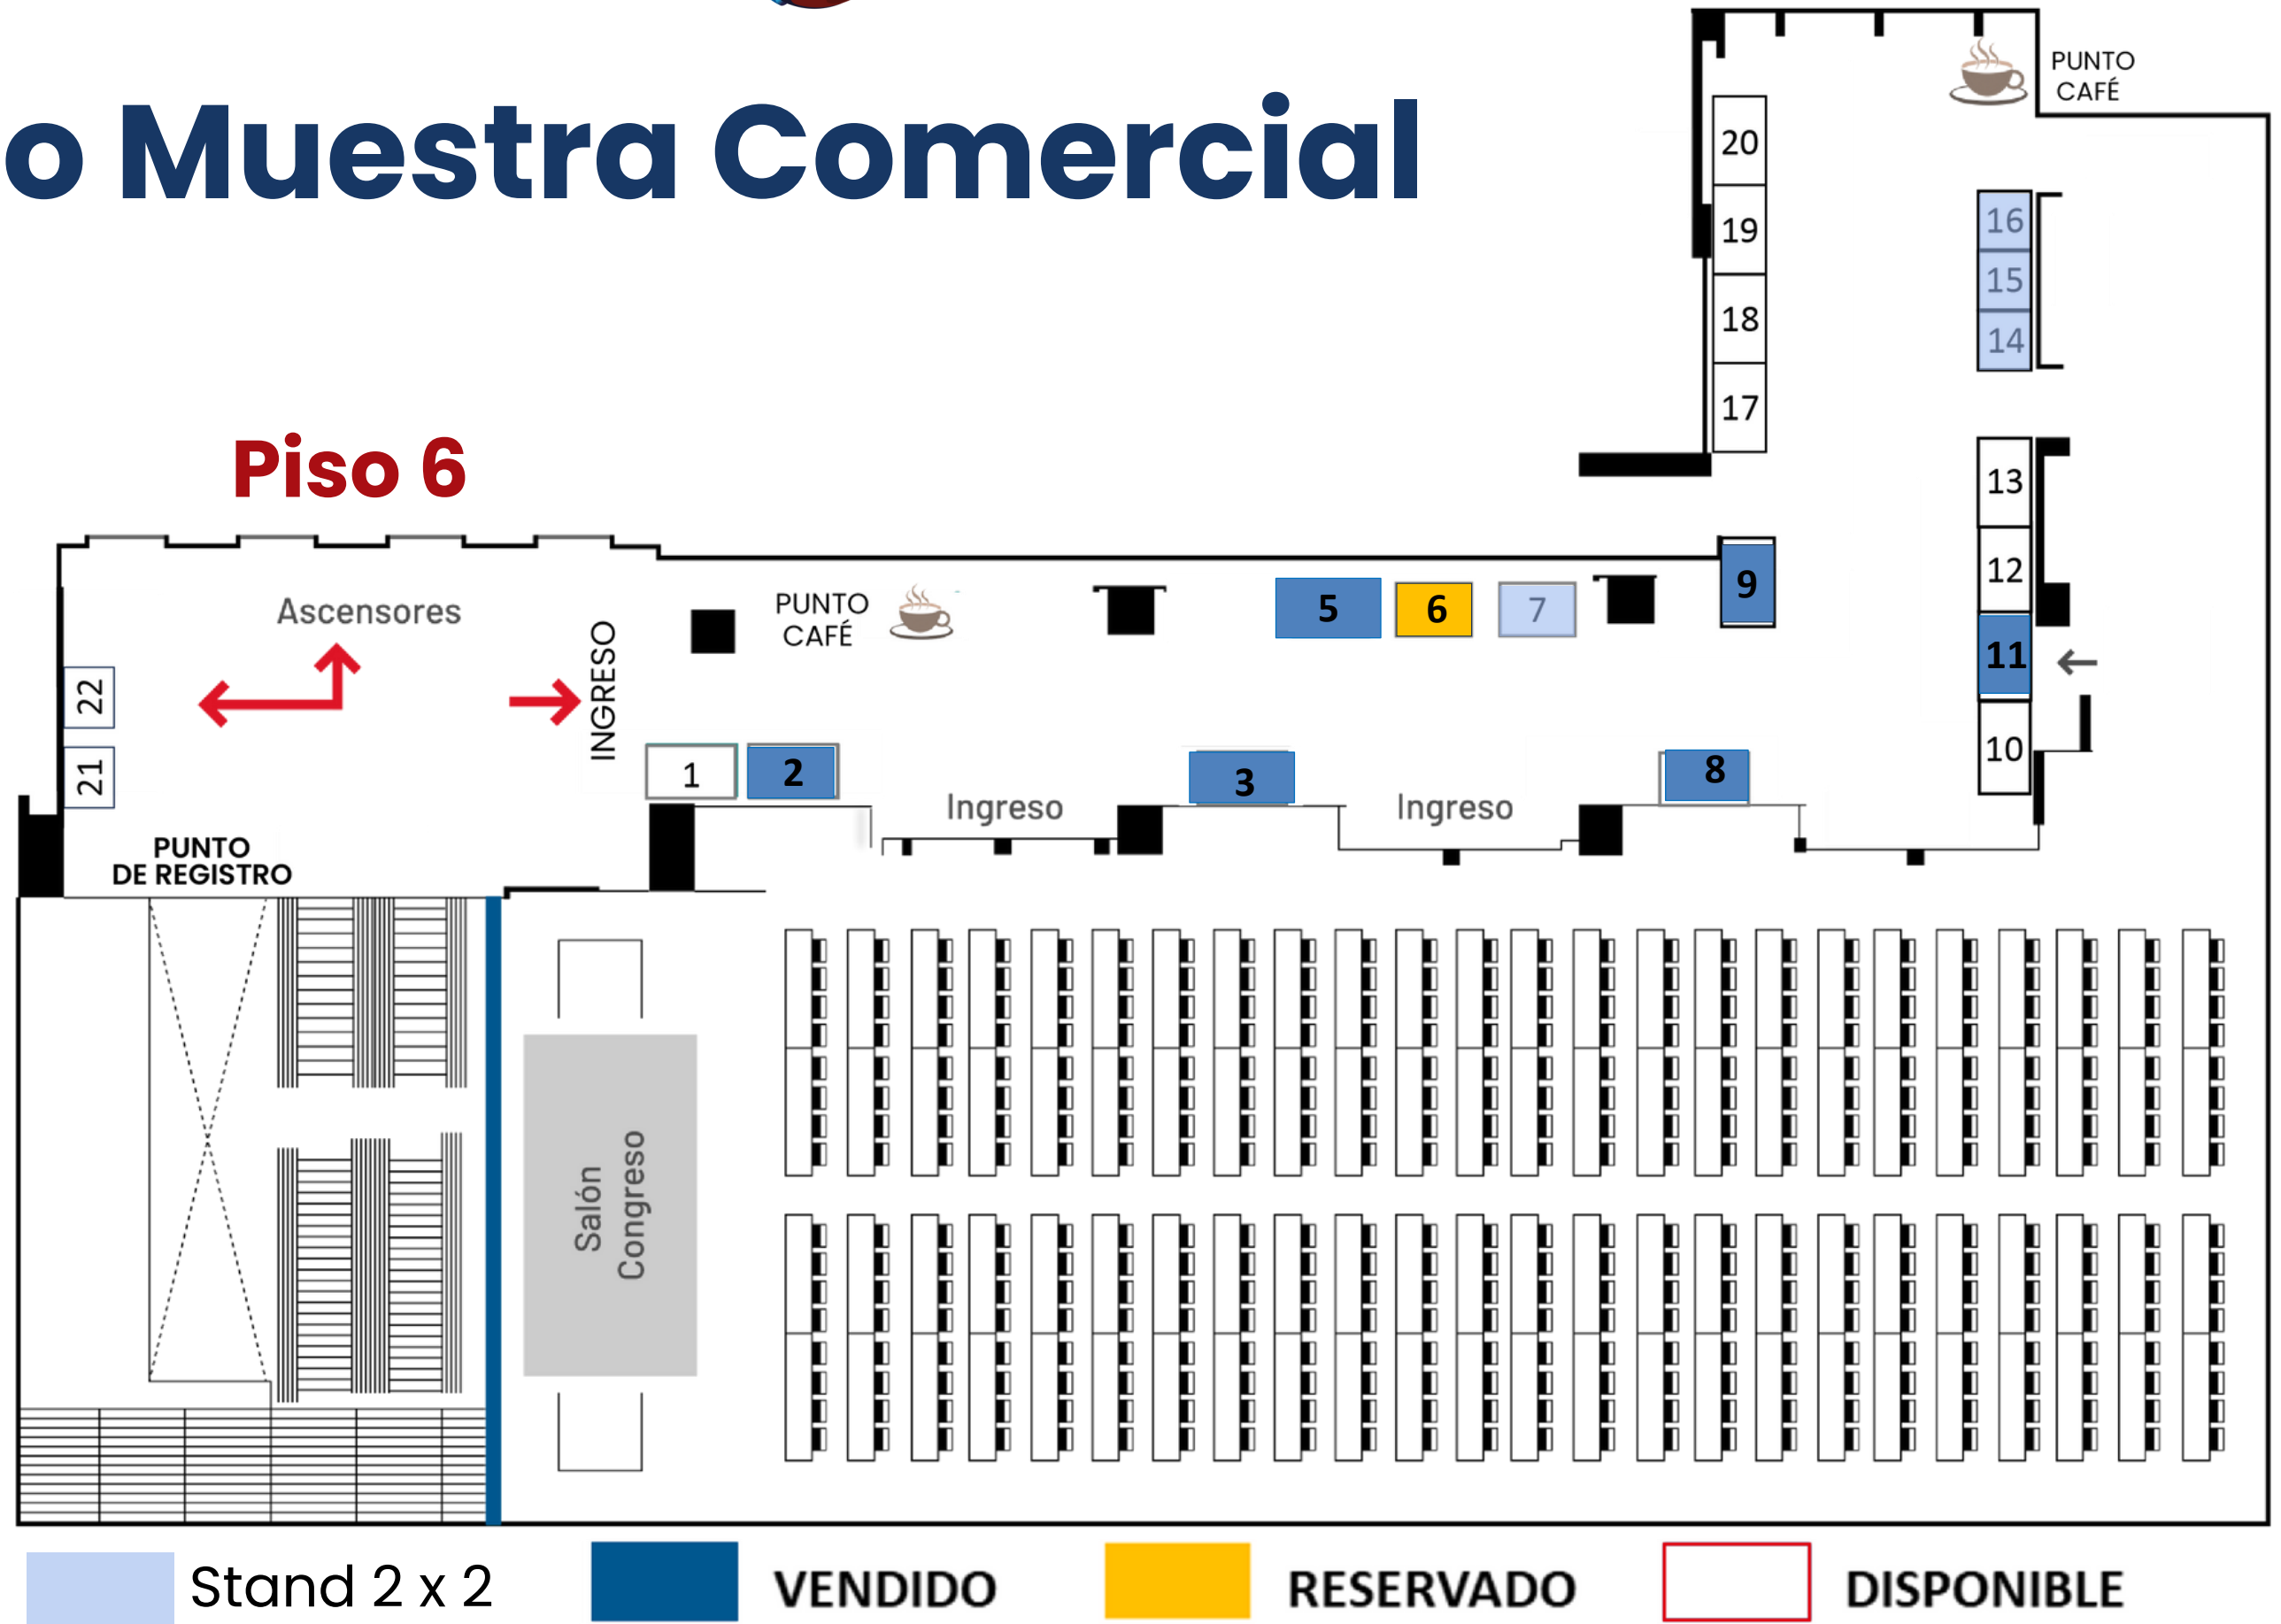 o Muestra Comercial
PUNTO
CAFÉ
20
19
18
17
16
15
14
13
12
11
10
Piso 6
Ascensores
INGRESO
PUNTO
CAFÉ
5
6
7
9
22
21
1
2
3
8
Ingreso
Ingreso
PUNTO
DE REGISTRO
Salón
Congreso
Stand 2 x 2
VENDIDO
RESERVADO
DISPONIBLE